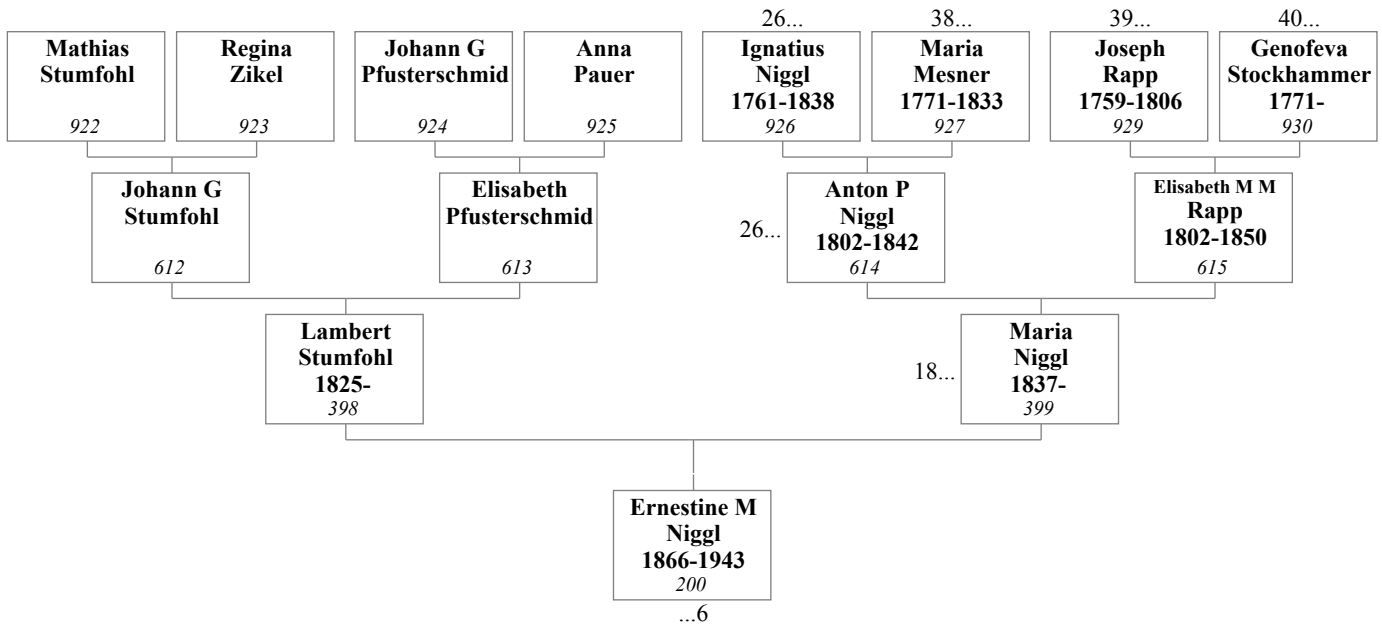 26...
38...
39...
40...
Mathias
Stumfohl
922
Regina
Zikel
923
Johann G
Pfusterschmid
924
Anna
Pauer
925
Ignatius
Niggl
1761-1838
926
Maria
Mesner
1771-1833
927
Joseph
Rapp
1759-1806
929
Genofeva
Stockhammer
1771-
930
Johann G
Stumfohl
612
Elisabeth
Pfusterschmid
613
26...
Anton P
Niggl
1802-1842
614
Elisabeth M M
Rapp
1802-1850
615
Lambert
Stumfohl
1825-
398
18...
Maria
Niggl
1837-
399
Ernestine M
Niggl
1866-1943
200
...6